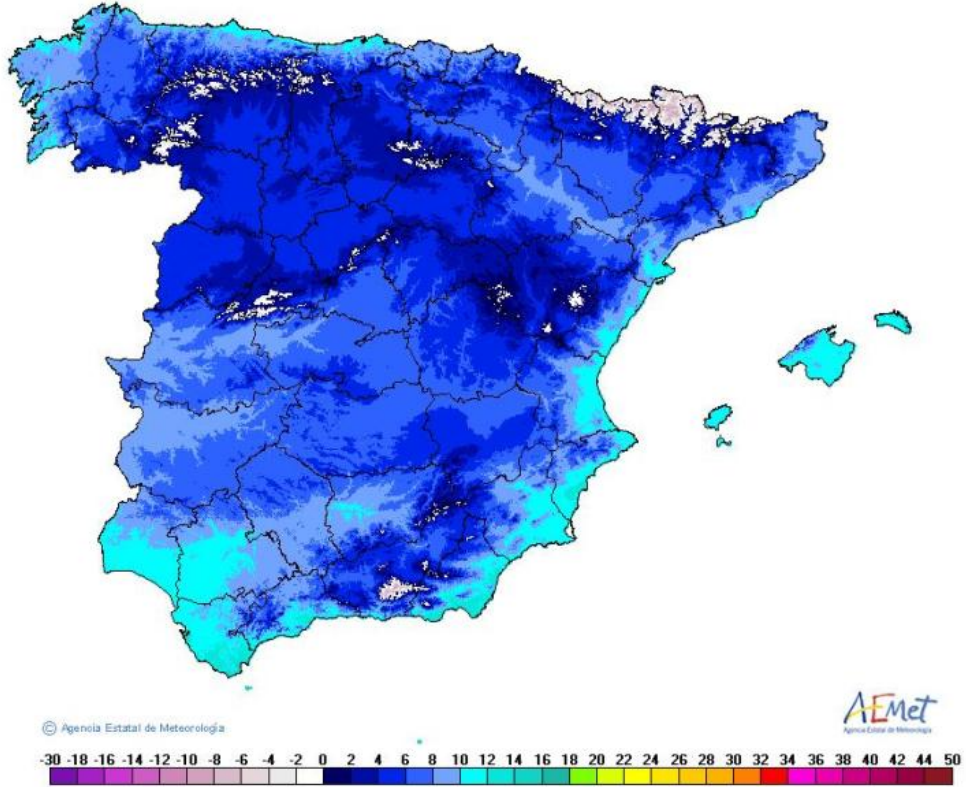 © Agencia Estatal de Meteorología
AEMet
Agencia Estatal de Meteorología
-30 -18 -16 -14 -12 -10 -8 -6 -4 -2 0 2 4 6 8 10 12 14 16 18 20 22 24 26 28 30 32 34 36 38 40 42 44 50